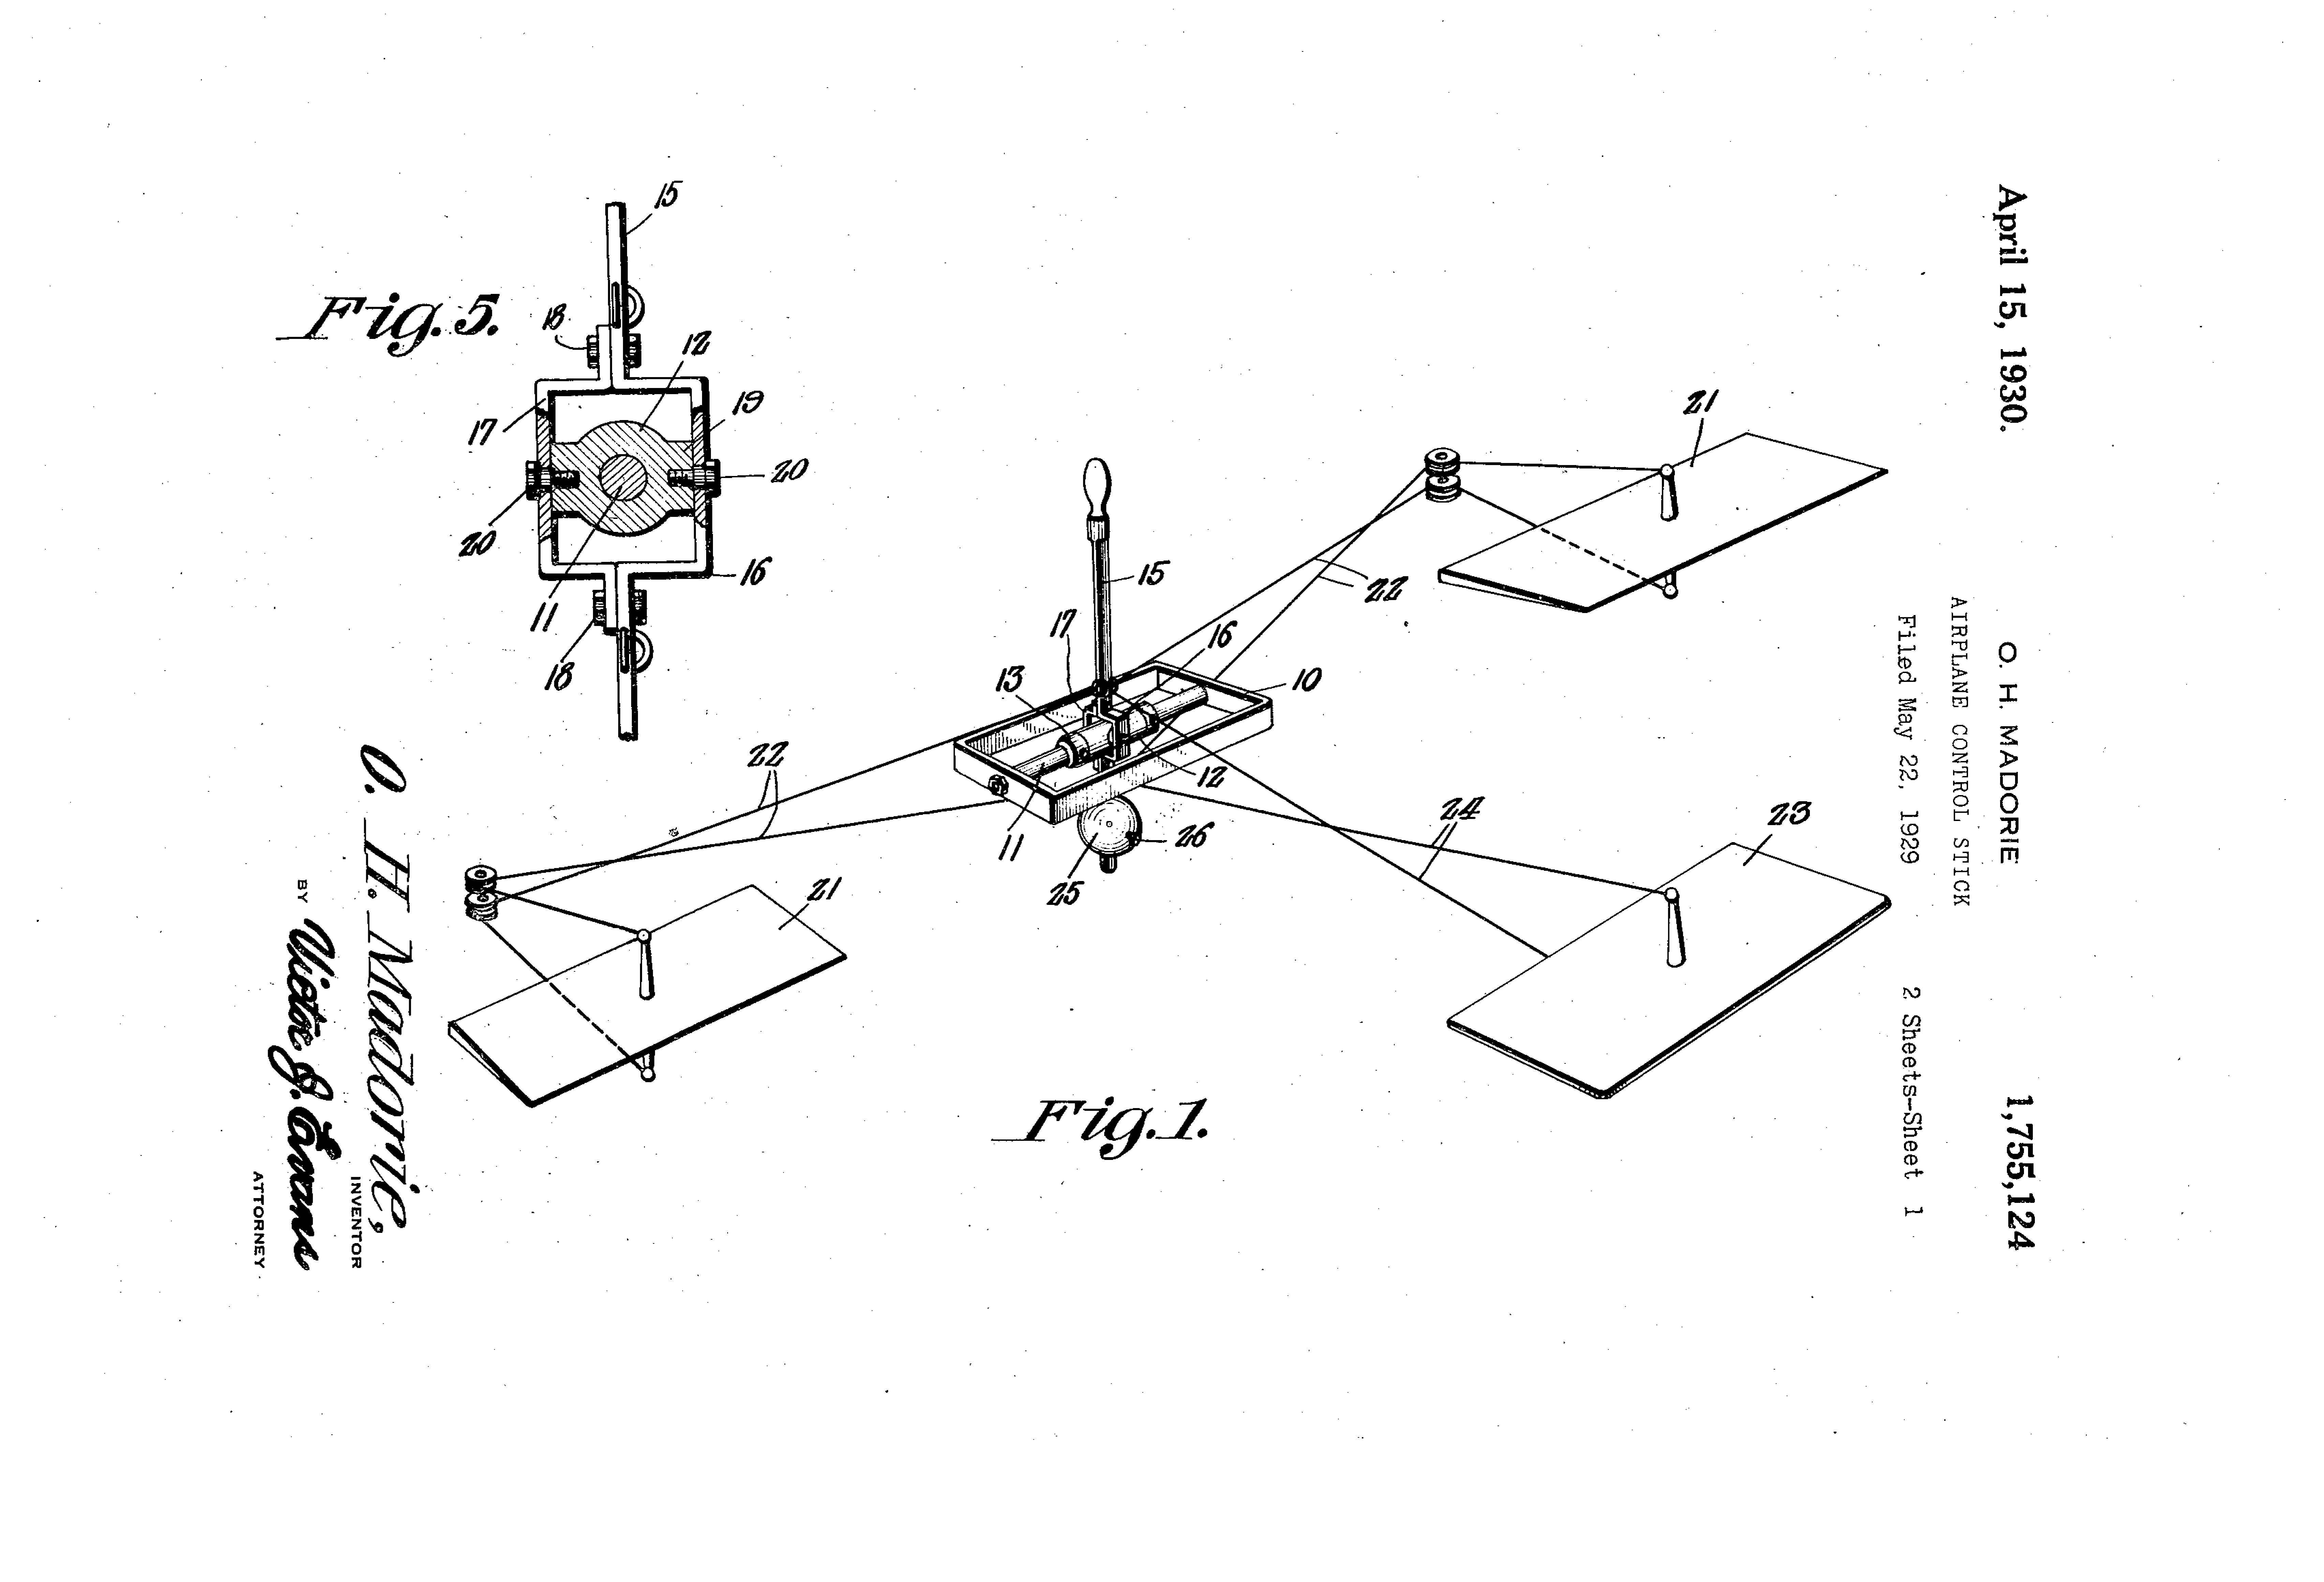 April 15, 1930.
O. H. MADORIE
1,755,124
AIRPLANE CONTROL STICK
Filed May 22, 1929
2 Sheets-Sheet 1
Fig. 5.
15
18
12
17
19
20
20
16
11
18
21
15
22
17
16
13
10
22
12
11
26
25
24
23
21
Fig. 1.
O. H. Madorie,
INVENTOR
BY Victor J. Evans
ATTORNEY.